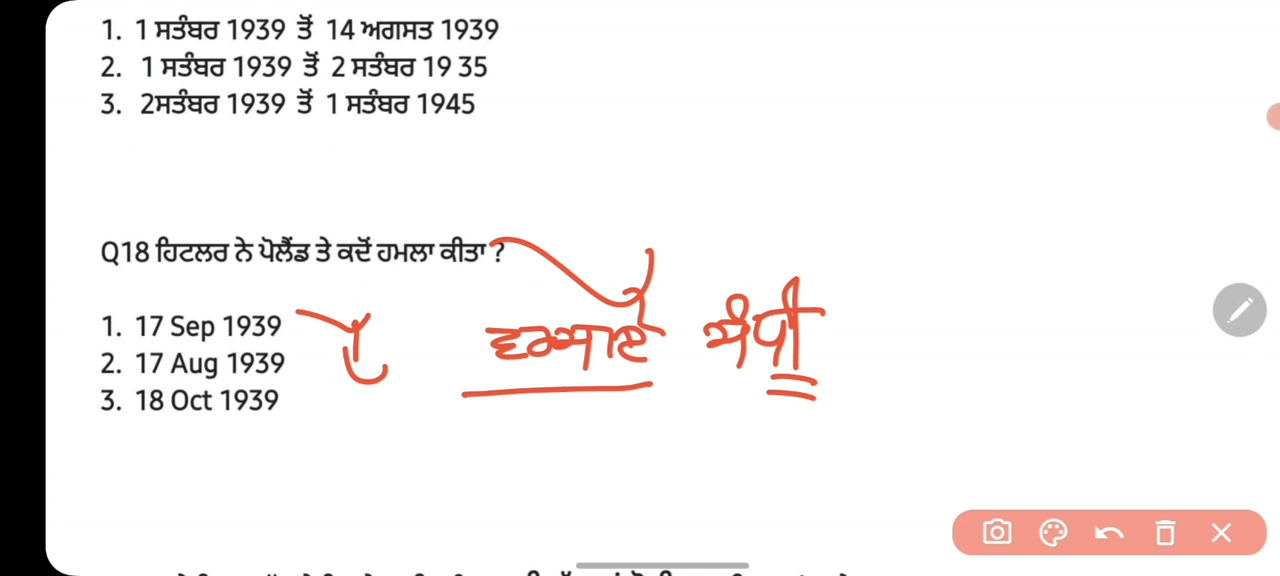 1. 1 ਸਤੰਬਰ 1939 ਤੋਂ 14 ਅਗਸਤ 1939
2. 1 ਸਤੰਬਰ 1939 ਤੋਂ 2 ਸਤੰਬਰ 19 35
3. 2ਸਤੰਬਰ 1939 ਤੋਂ 1 ਸਤੰਬਰ 1945
Q18 ਹਿਟਲਰ ਨੇ ਪੋਲੈਂਡ ਤੇ ਕਦੋਂ ਹਮਲਾ ਕੀਤਾ ?
1. 17 Sep 1939
2. 17 Aug 1939
3. 18 Oct 1939